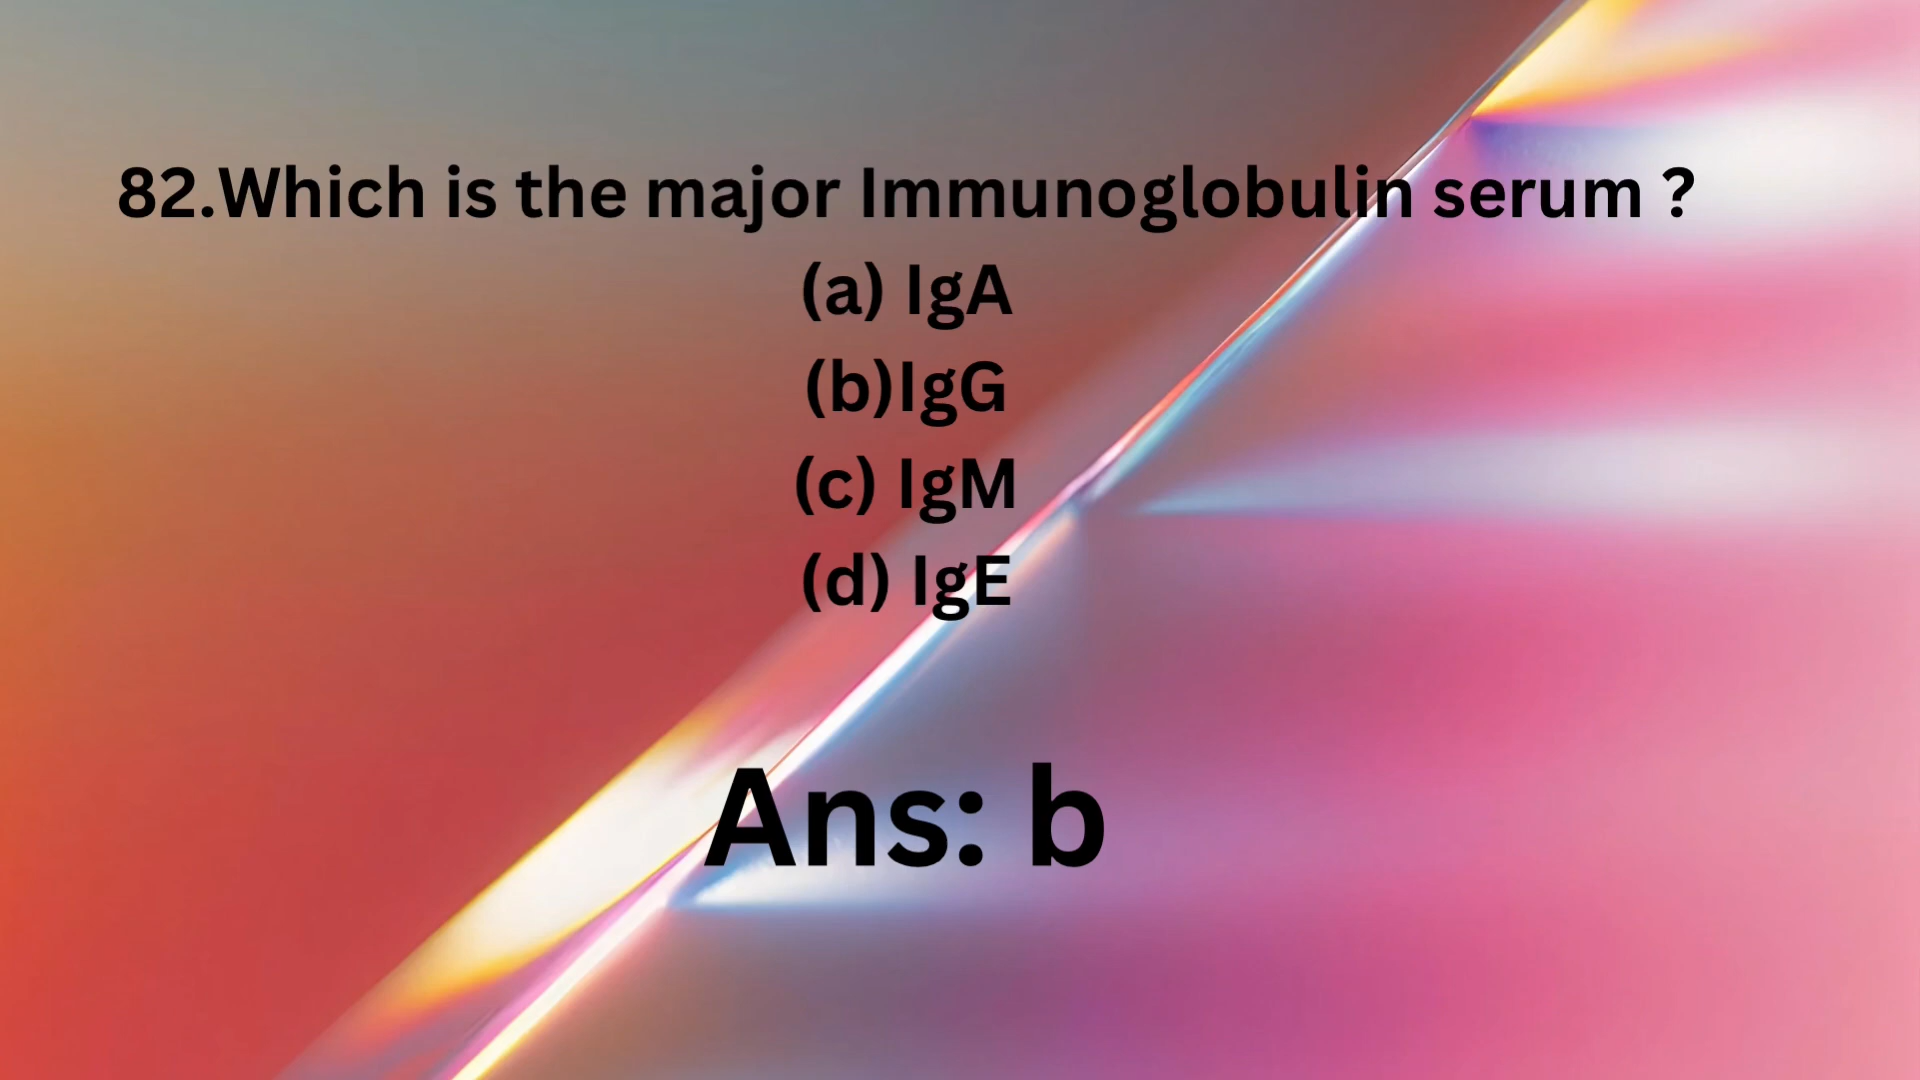 82.Which is the major Immunoglobulin serum ?
(a) IgA
(b)IgG
(c) IgM
(d) IgE
Ans: b